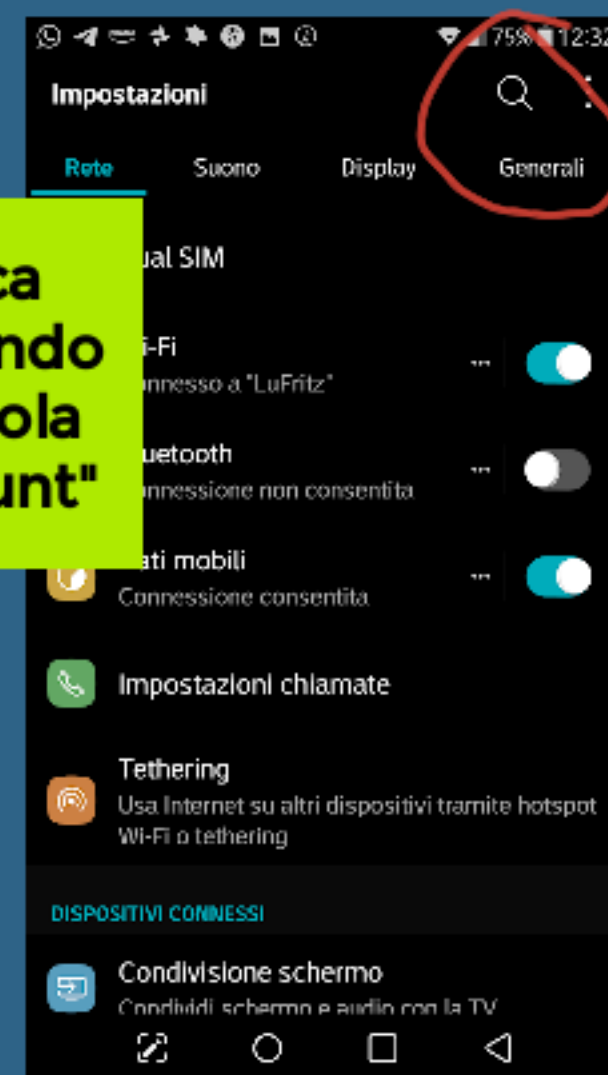 75% 12:32
Impostazioni
Rete Suono Display Generali
ca
ndo
ola
unt"
ual SIM
i-Fi
nnesso a "LuFritz"
uetooth
nnessione non consentita
ati mobili
Connessione consentita
Impostazioni chiamate
Tethering
Usa Internet su altri dispositivi tramite hotspot
Wi-Fi o tethering
DISPOSITIVI CONNESSI
Condivisione schermo
Condividi schermo e audio con la TV